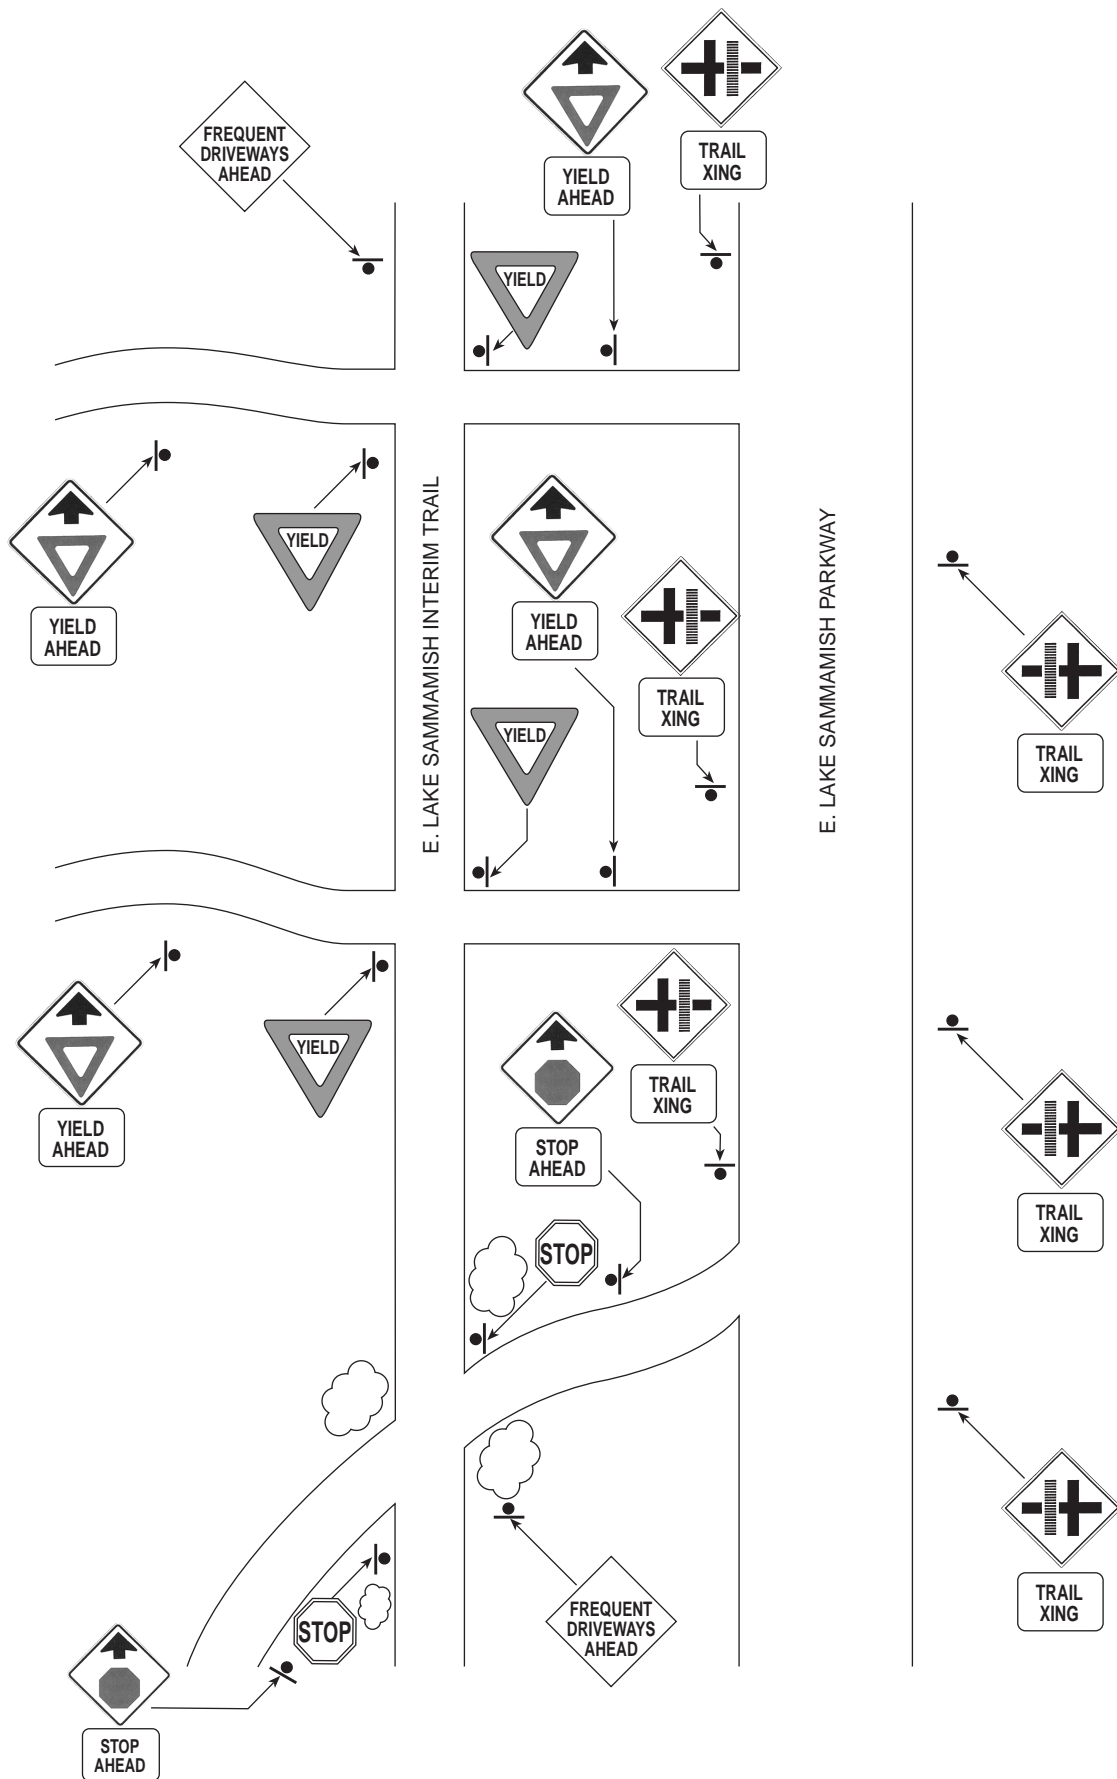 FREQUENT
DRIVEWAYS
AHEAD
YIELD
AHEAD
TRAIL
XING
YIELD
YIELD
AHEAD
YIELD
E. LAKE SAMMAMISH INTERIM TRAIL
YIELD
AHEAD
YIELD
TRAIL
XING
E. LAKE SAMMAMISH PARKWAY
TRAIL
XING
YIELD
AHEAD
YIELD
STOP
AHEAD
STOP
TRAIL
XING
TRAIL
XING
STOP
AHEAD
STOP
FREQUENT
DRIVEWAYS
AHEAD
TRAIL
XING